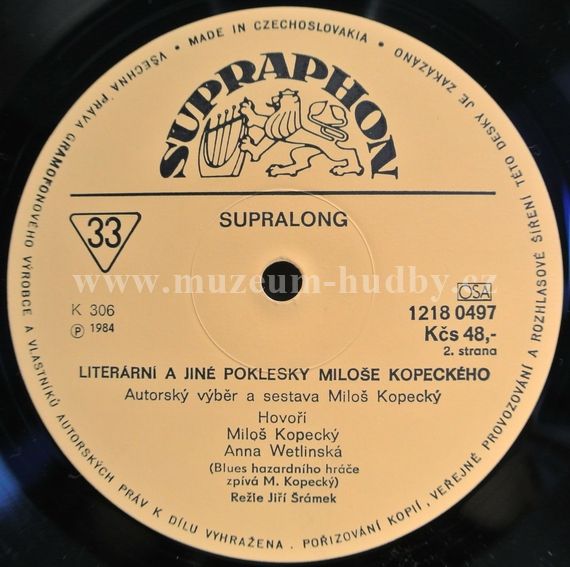 VŠECHNA PRÁVA GRAMOFONOVÉHO VÝROBCE A VLASTNÍKŮ AUTORSKÝCH PRÁV K DÍLU VYHRAŽENA . POŘIZOVÁNÍ KOPIÍ, VEŘEJNÉ PROVOZOVÁNÍ A ROZHLASOVÉ ŠÍŘENÍ TÉTO DESKY JE ZAKÁZÁNO
• MADE IN CZECHOSLOVAKIA •
SUPRAPHON
33
SUPRALONG
www.muzeum-hudby.cz
K 306
OSA
Ⓟ 1984
1218 0497
Kčs 48,-
2. strana
LITERÁRNÍ A JINÉ POKLESKY MILOŠE KOPECKÉHO
Autorský výběr a sestava Miloš Kopecký
Hovoří
Miloš Kopecký
Anna Wetlinská
(Blues hazardního hráče
zpívá M. Kopecký)
Režie Jiří Šrámek